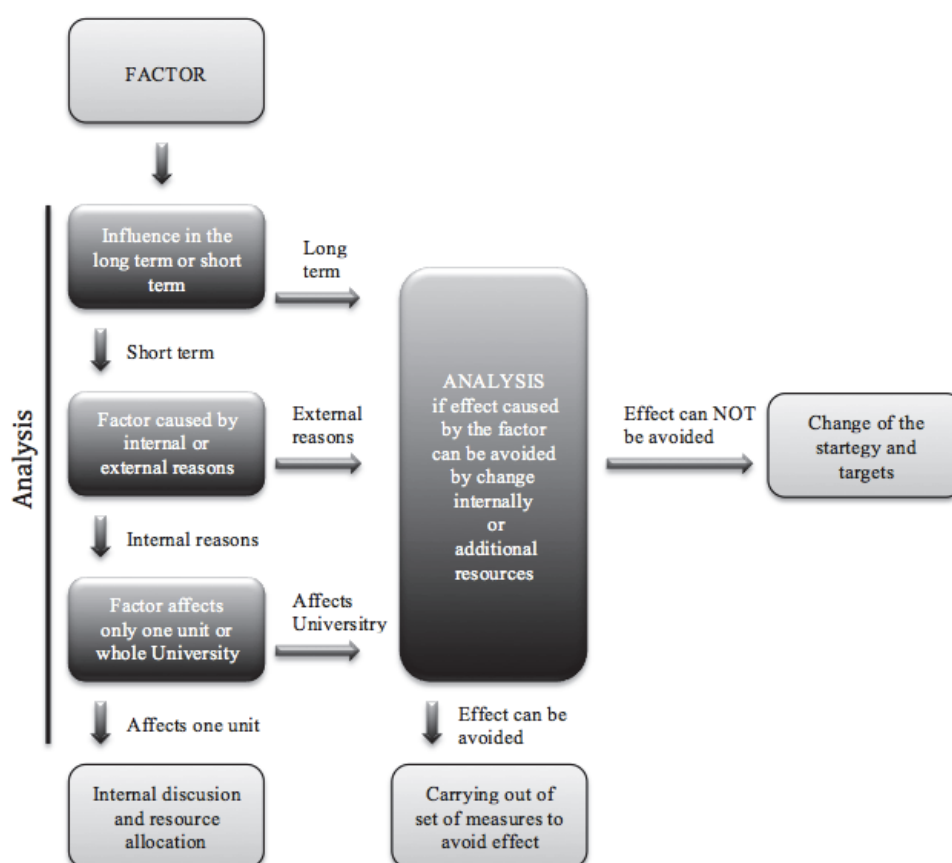 FACTOR
Influence in the
long term or short
term
Long
term
Short term
Analysis
Factor caused by
internal or
external reasons
External
reasons
ANALYSIS
if effect caused
by the factor
can be avoided
by change
internally
or
additional
resources
Effect can NOT
be avoided
Change of the
startegy and
targets
Internal reasons
Factor affects
only one unit or
whole University
Affects
Universitry
Affects one unit
Effect can be
avoided
Internal discusion
and resource
allocation
Carrying out of
set of measures to
avoid effect